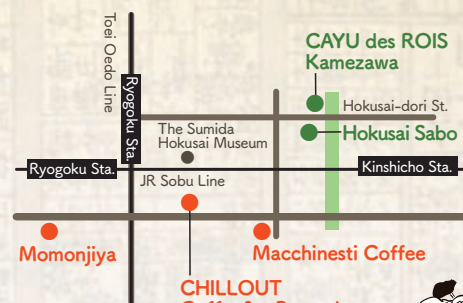 Toei Oedo Line
CAYU des ROIS
Kamezawa
Ryogoku Sta.
Hokusai-dori St.
The Sumida
Hokusai Museum
Hokusai Sabo
Ryogoku Sta.
Kinshicho Sta.
JR Sobu Line
Momonjiya
Macchinesti Coffee
CHILLOUT